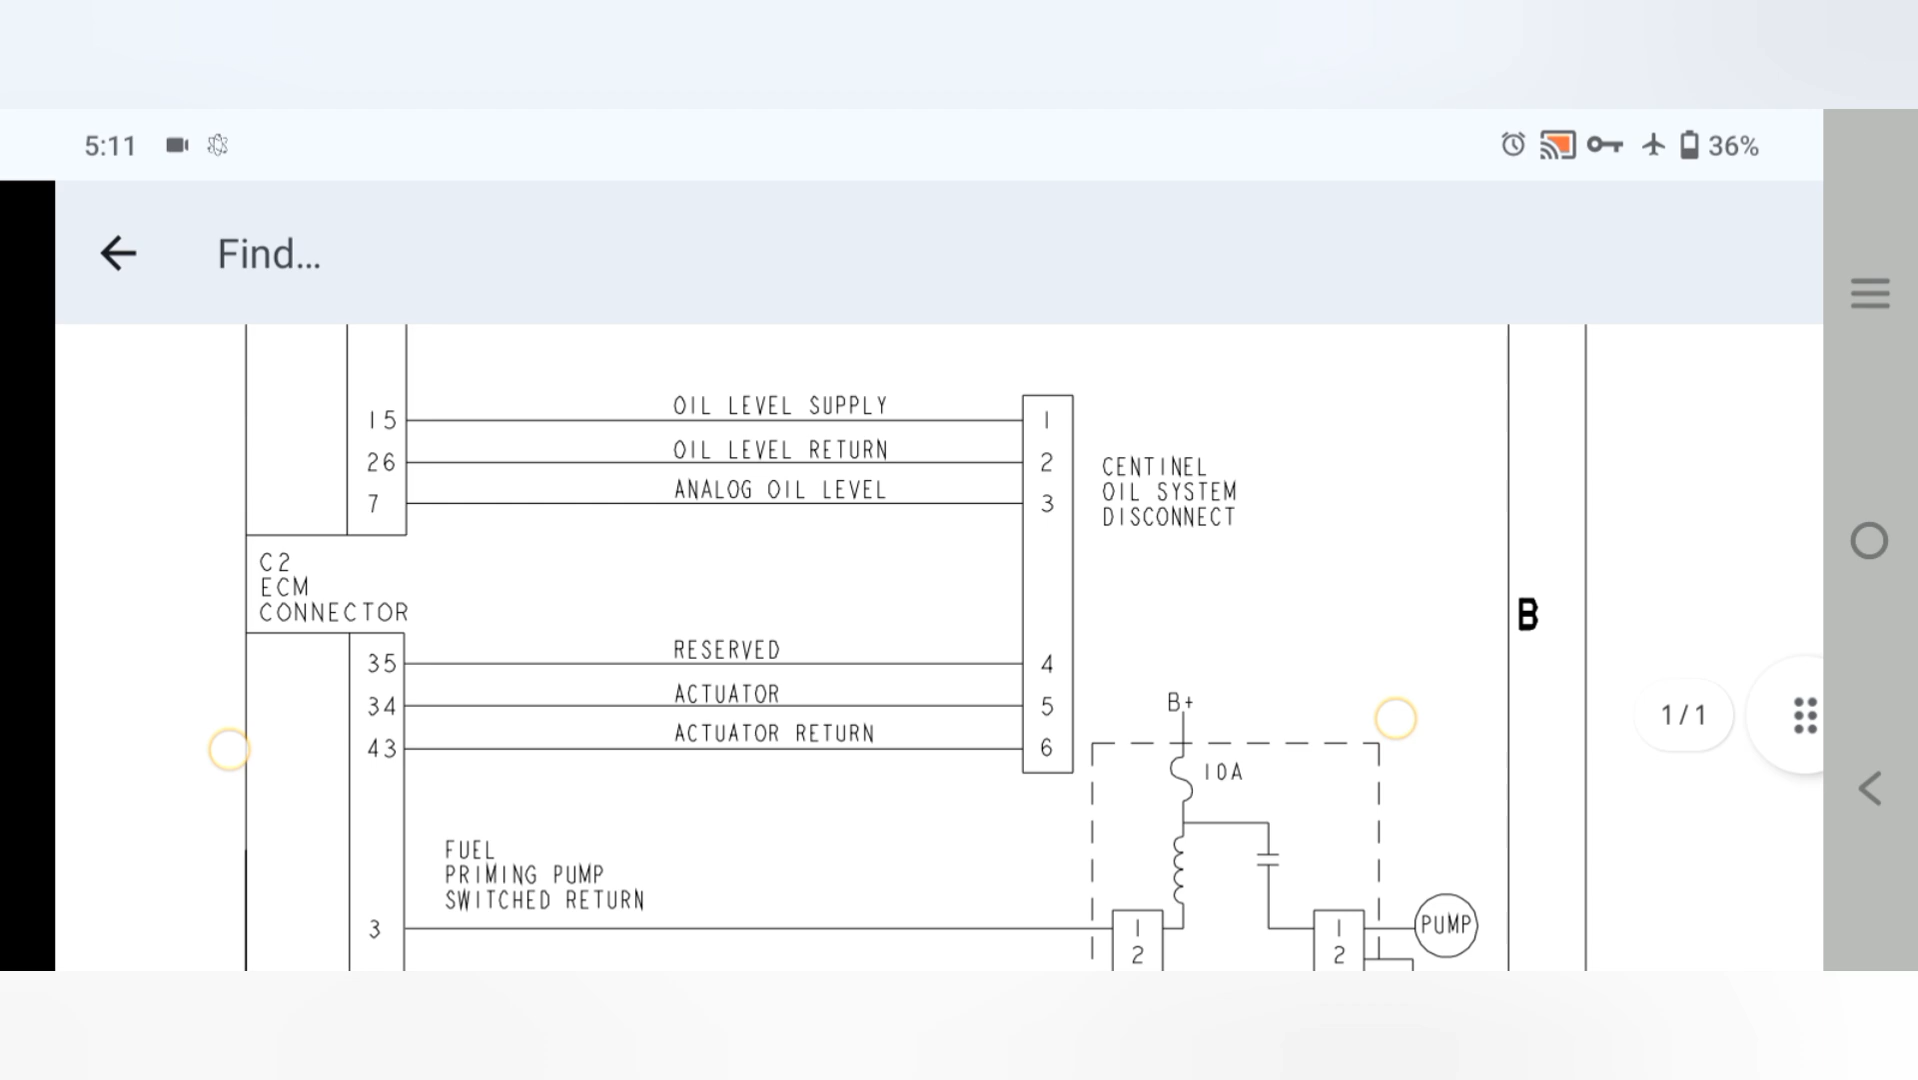 5:11
36%
Find...
15 OIL LEVEL SUPPLY 1
26 OIL LEVEL RETURN 2
7 ANALOG OIL LEVEL 3
CENTINEL
OIL SYSTEM
DISCONNECT
C2
ECM
CONNECTOR
B
35 RESERVED 4
34 ACTUATOR 5
43 ACTUATOR RETURN 6
B+
10A
1/1
FUEL
PRIMING PUMP
SWITCHED RETURN
3 1 1 PUMP
2 2